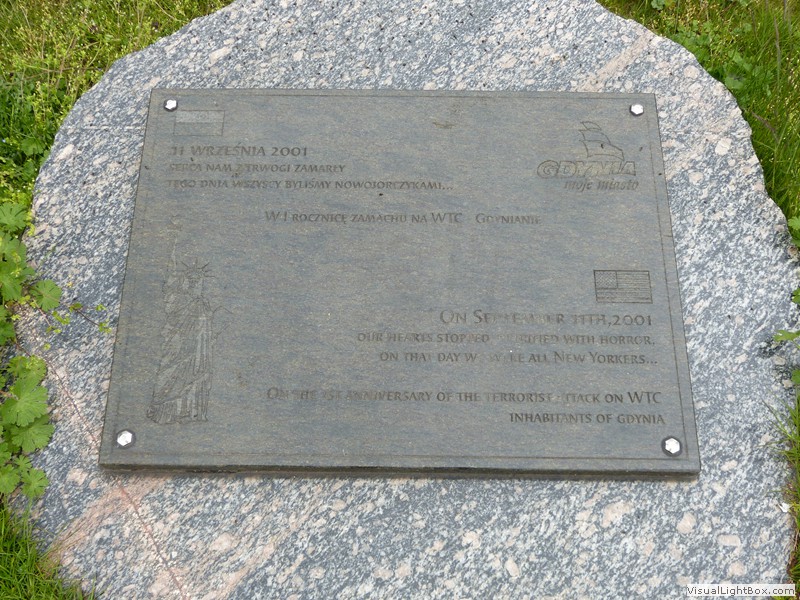 11 WRZEŚNIA 2001
SERCA NAM Z TRWOGI ZAMARŁY
TEGO DNIA WSZYSCY BYLIŚMY NOWOJORCZYKAMI...
GDYNIA
moje miasto
W I ROCZNICĘ ZAMACHU NA WTC - GDYNIANIE
ON SEPTEMBER 11TH,2001
OUR HEARTS STOPPED PETRIFIED WITH HORROR,
ON THAT DAY WE WERE ALL NEW YORKERS...
ON THE 1ST ANNIVERSARY OF THE TERRORIST ATTACK ON WTC
INHABITANTS OF GDYNIA
VisualLightBox.com